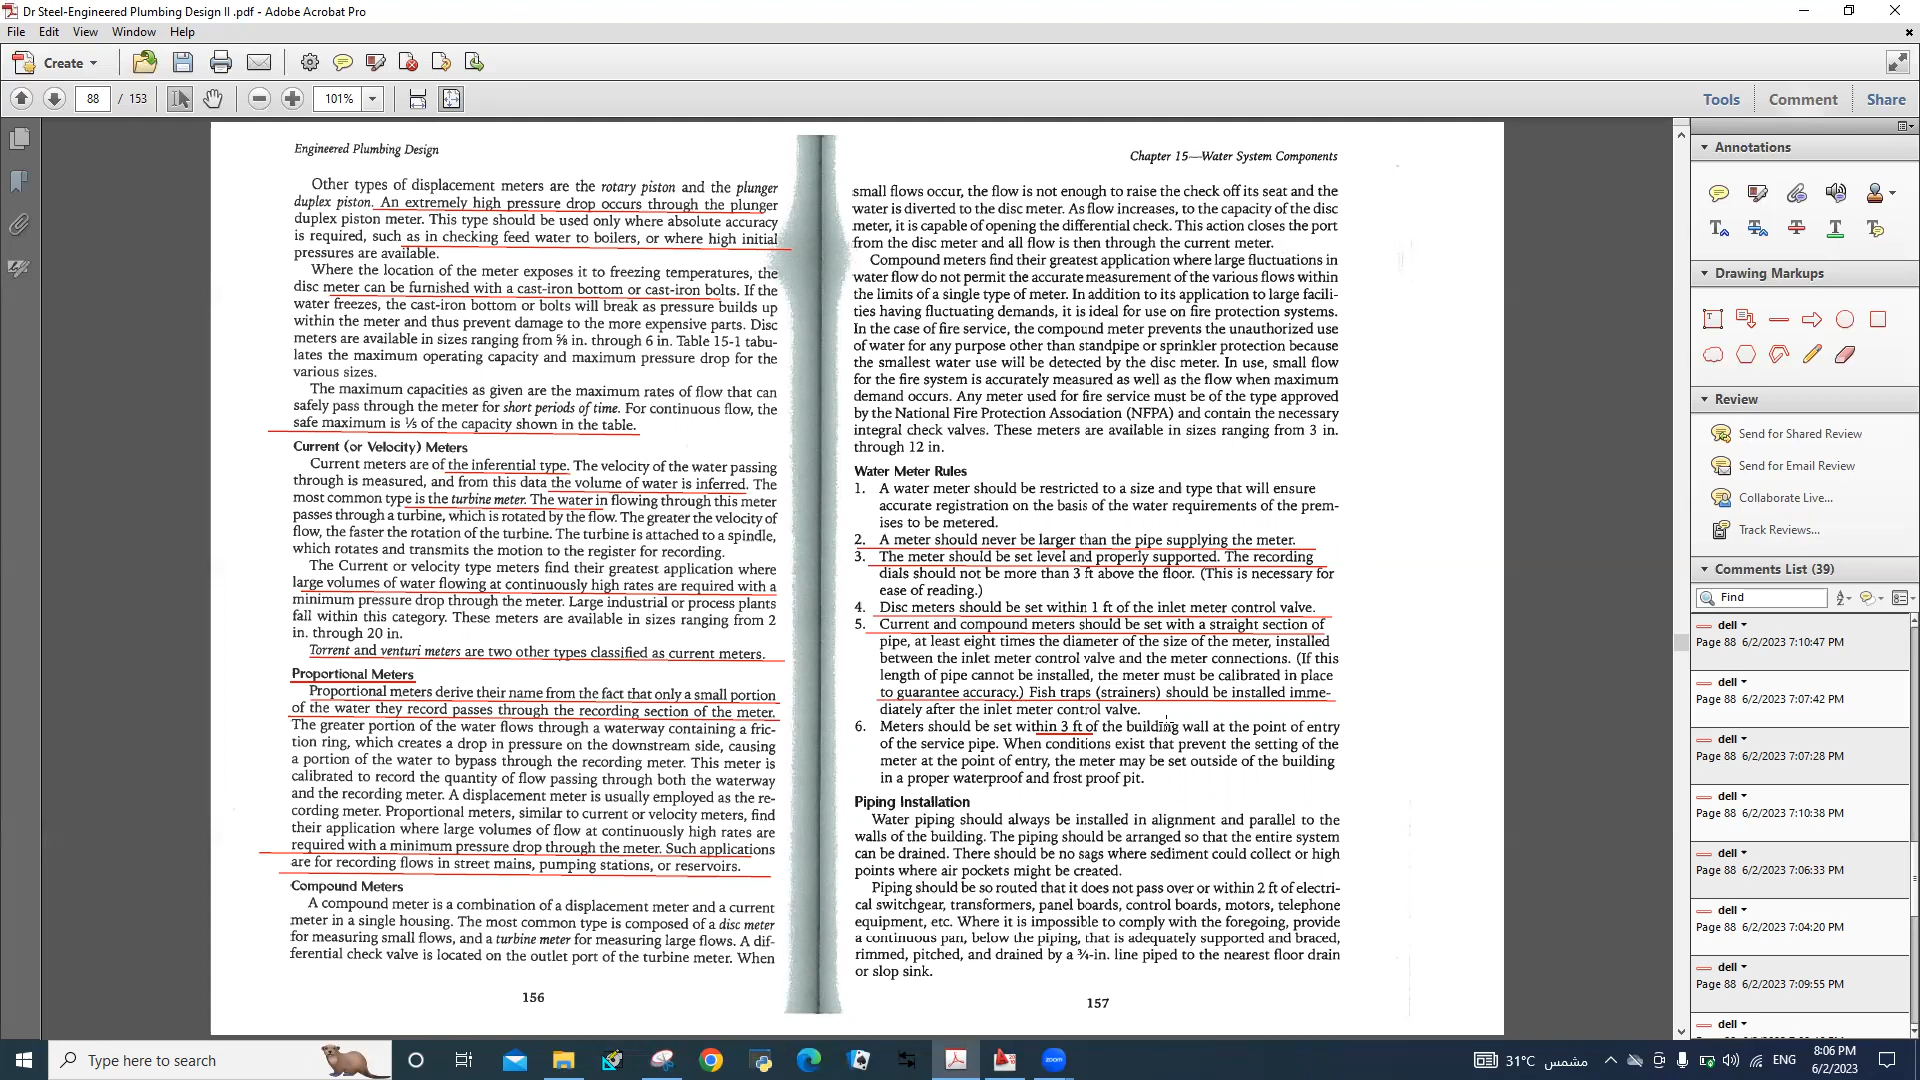 Dr Steel-Engineered Plumbing Design II .pdf - Adobe Acrobat Pro
File Edit View Window Help
Create
88 / 153 101% Tools Comment Share
Engineered Plumbing Design
Other types of displacement meters are the rotary piston and the plunger
duplex piston. An extremely high pressure drop occurs through the plunger
duplex piston meter. This type should be used only where absolute accuracy
is required, such as in checking feed water to boilers, or where high initial
pressures are available.
Where the location of the meter exposes it to freezing temperatures, the
disc meter can be furnished with a cast-iron bottom or cast-iron bolts. If the
water freezes, the cast-iron bottom or bolts will break as pressure builds up
within the meter and thus prevent damage to the more expensive parts. Disc
meters are available in sizes ranging from ⅝ in. through 6 in. Table 15-1 tabu-
lates the maximum operating capacity and maximum pressure drop for the
various sizes.
The maximum capacities as given are the maximum rates of flow that can
safely pass through the meter for short periods of time. For continuous flow, the
safe maximum is ⅕ of the capacity shown in the table.
Current (or Velocity) Meters
Current meters are of the inferential type. The velocity of the water passing
through is measured, and from this data the volume of water is inferred. The
most common type is the turbine meter. The water in flowing through this meter
passes through a turbine, which is rotated by the flow. The greater the velocity of
flow, the faster the rotation of the turbine. The turbine is attached to a spindle,
which rotates and transmits the motion to the register for recording.
The Current or velocity type meters find their greatest application where
large volumes of water flowing at continuously high rates are required with a
minimum pressure drop through the meter. Large industrial or process plants
fall within this category. These meters are available in sizes ranging from 2
in. through 20 in.
Torrent and venturi meters are two other types classified as current meters.
Proportional Meters
Proportional meters derive their name from the fact that only a small portion
of the water they record passes through the recording section of the meter.
The greater portion of the water flows through a waterway containing a fric-
tion ring, which creates a drop in pressure on the downstream side, causing
a portion of the water to bypass through the recording meter. This meter is
calibrated to record the quantity of flow passing through both the waterway
and the recording meter. A displacement meter is usually employed as the re-
cording meter. Proportional meters, similar to current or velocity meters, find
their application where large volumes of flow at continuously high rates are
required with a minimum pressure drop through the meter. Such applications
are for recording flows in street mains, pumping stations, or reservoirs.
Compound Meters
A compound meter is a combination of a displacement meter and a current
meter in a single housing. The most common type is composed of a disc meter
for measuring small flows, and a turbine meter for measuring large flows. A dif-
ferential check valve is located on the outlet port of the turbine meter. When
156
Chapter 15—Water System Components
small flows occur, the flow is not enough to raise the check off its seat and the
water is diverted to the disc meter. As flow increases, to the capacity of the disc
meter, it is capable of opening the differential check. This action closes the port
from the disc meter and all flow is then through the current meter.
Compound meters find their greatest application where large fluctuations in
water flow do not permit the accurate measurement of the various flows within
the limits of a single type of meter. In addition to its application to large facili-
ties having fluctuating demands, it is ideal for use on fire protection systems.
In the case of fire service, the compound meter prevents the unauthorized use
of water for any purpose other than standpipe or sprinkler protection because
the smallest water use will be detected by the disc meter. In use, small flow
for the fire system is accurately measured as well as the flow when maximum
demand occurs. Any meter used for fire service must be of the type approved
by the National Fire Protection Association (NFPA) and contain the necessary
integral check valves. These meters are available in sizes ranging from 3 in.
through 12 in.
Water Meter Rules
1. A water meter should be restricted to a size and type that will ensure
accurate registration on the basis of the water requirements of the prem-
ises to be metered.
2. A meter should never be larger than the pipe supplying the meter.
3. The meter should be set level and properly supported. The recording
dials should not be more than 3 ft above the floor. (This is necessary for
ease of reading.)
4. Disc meters should be set within 1 ft of the inlet meter control valve.
5. Current and compound meters should be set with a straight section of
pipe, at least eight times the diameter of the size of the meter, installed
between the inlet meter control valve and the meter connections. (If this
length of pipe cannot be installed, the meter must be calibrated in place
to guarantee accuracy.) Fish traps (strainers) should be installed imme-
diately after the inlet meter control valve.
6. Meters should be set within 3 ft of the building wall at the point of entry
of the service pipe. When conditions exist that prevent the setting of the
meter at the point of entry, the meter may be set outside of the building
in a proper waterproof and frost proof pit.
Piping Installation
Water piping should always be installed in alignment and parallel to the
walls of the building. The piping should be arranged so that the entire system
can be drained. There should be no sags where sediment could collect or high
points where air pockets might be created.
Piping should be so routed that it does not pass over or within 2 ft of electri-
cal switchgear, transformers, panel boards, control boards, motors, telephone
equipment, etc. Where it is impossible to comply with the foregoing, provide
a continuous pan, below the piping, that is adequately supported and braced,
rimmed, pitched, and drained by a ¾-in. line piped to the nearest floor drain
or slop sink.
157
Annotations
Drawing Markups
Review
Send for Shared Review
Send for Email Review
Collaborate Live...
Track Reviews...
Comments List (39)
Find
dell
Page 88 6/2/2023 7:10:47 PM
dell
Page 88 6/2/2023 7:07:42 PM
dell
Page 88 6/2/2023 7:07:28 PM
dell
Page 88 6/2/2023 7:10:38 PM
dell
Page 88 6/2/2023 7:06:33 PM
dell
Page 88 6/2/2023 7:04:20 PM
dell
Page 88 6/2/2023 7:09:55 PM
dell
Type here to search
zoom
31°C مشمس
ENG
8:06 PM
6/2/2023